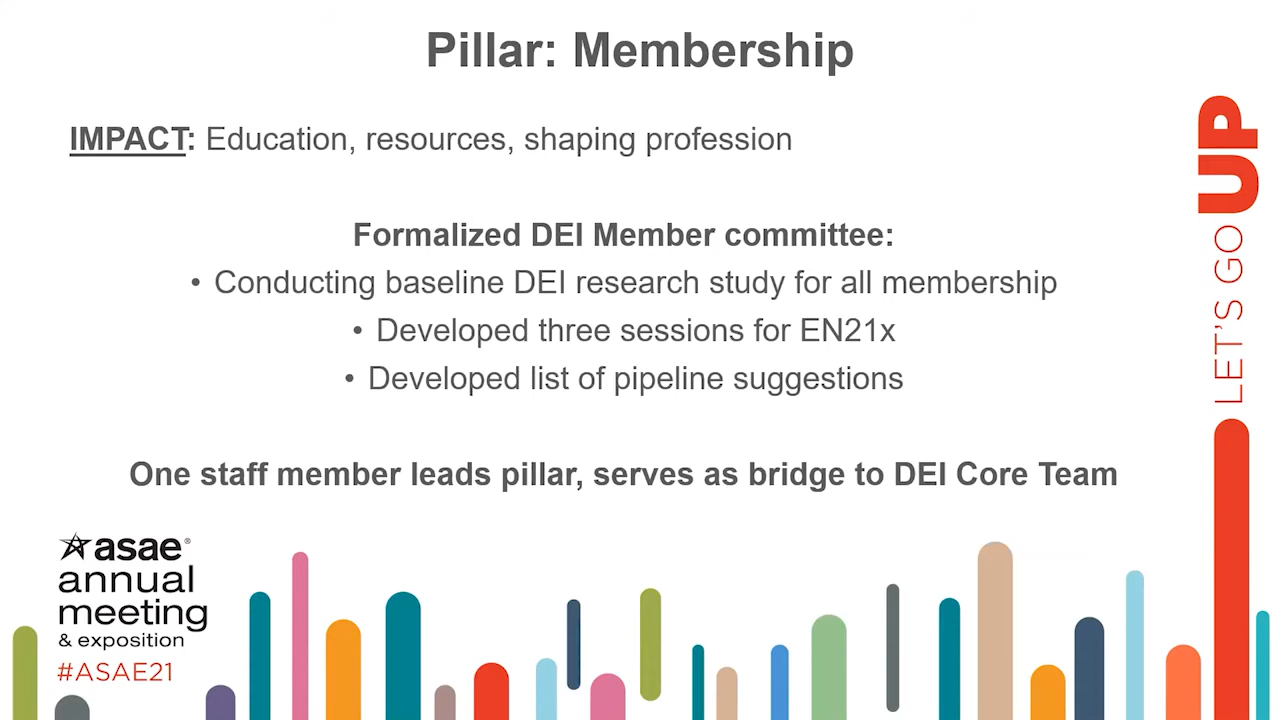 Pillar: Membership
IMPACT: Education, resources, shaping profession
Formalized DEI Member committee:
• Conducting baseline DEI research study for all membership
• Developed three sessions for EN21x
• Developed list of pipeline suggestions
One staff member leads pillar, serves as bridge to DEI Core Team
asae®
annual
meeting
& exposition
#ASAE21
LET'S GO UP